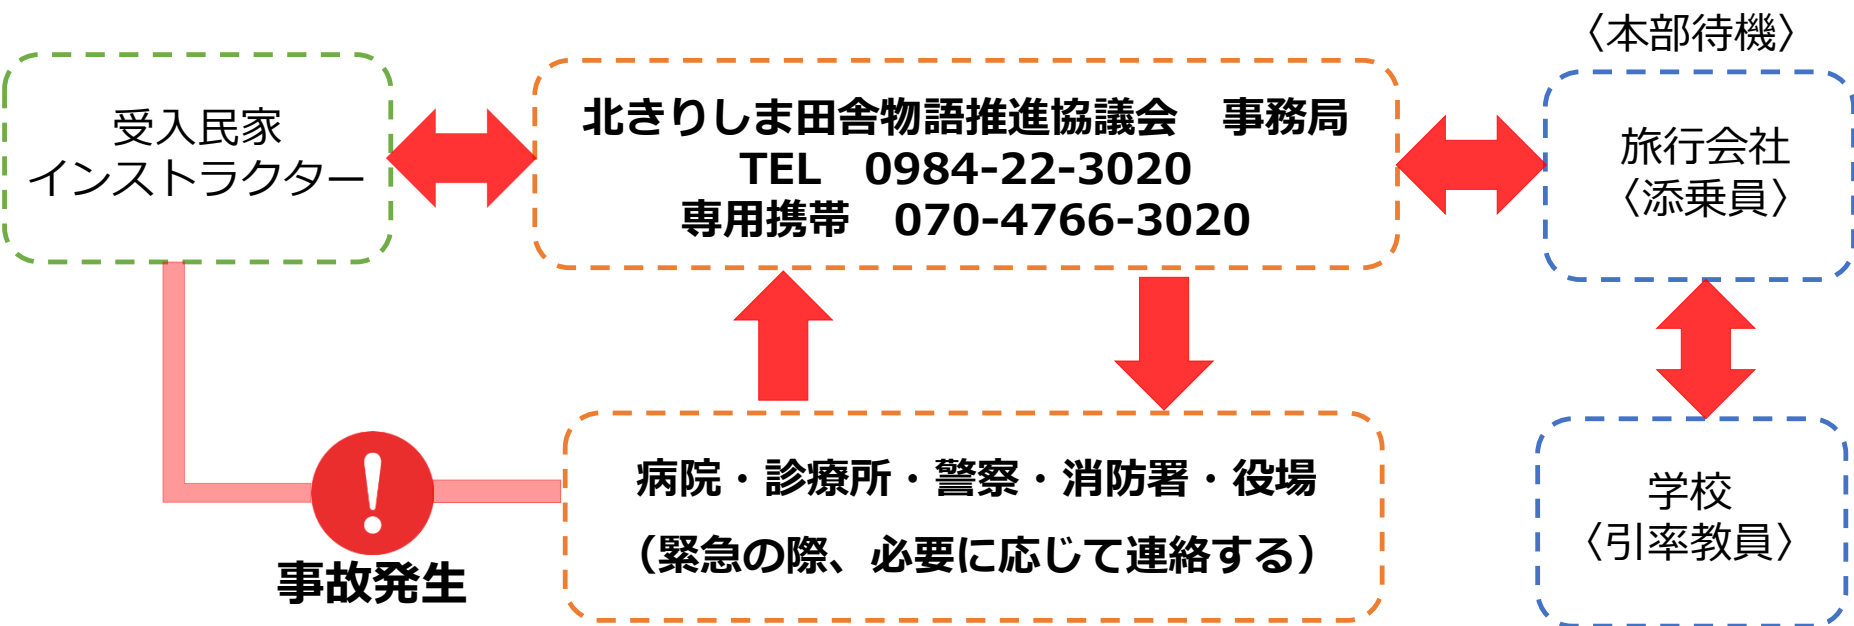 〈本部待機〉
受入民家
インストラクター
北きりしま田舎物語推進協議会　事務局
TEL　0984-22-3020
専用携帯　070-4766-3020
旅行会社
〈添乗員〉
病院・診療所・警察・消防署・役場
（緊急の際、必要に応じて連絡する）
学校
〈引率教員〉
事故発生